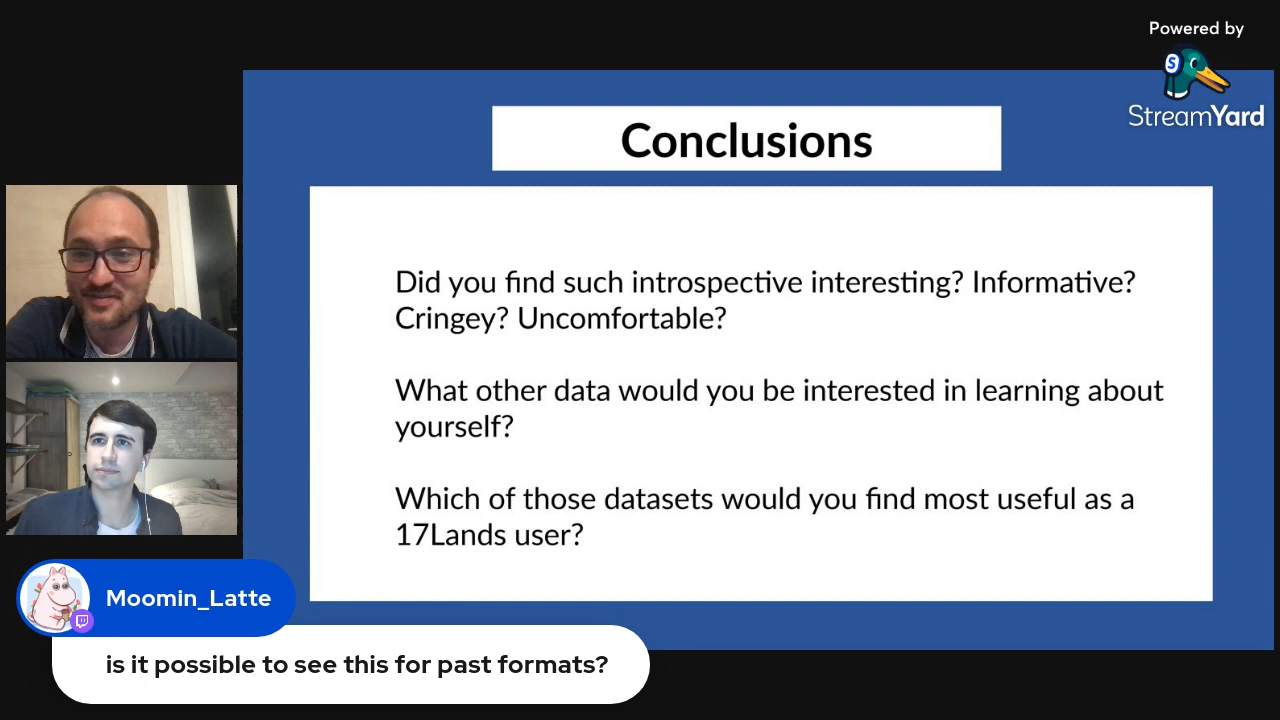 Powered by
StreamYard
Conclusions
Did you find such introspective interesting? Informative?
Cringey? Uncomfortable?
What other data would you be interested in learning about
yourself?
Which of those datasets would you find most useful as a
17Lands user?
Moomin_Latte
is it possible to see this for past formats?